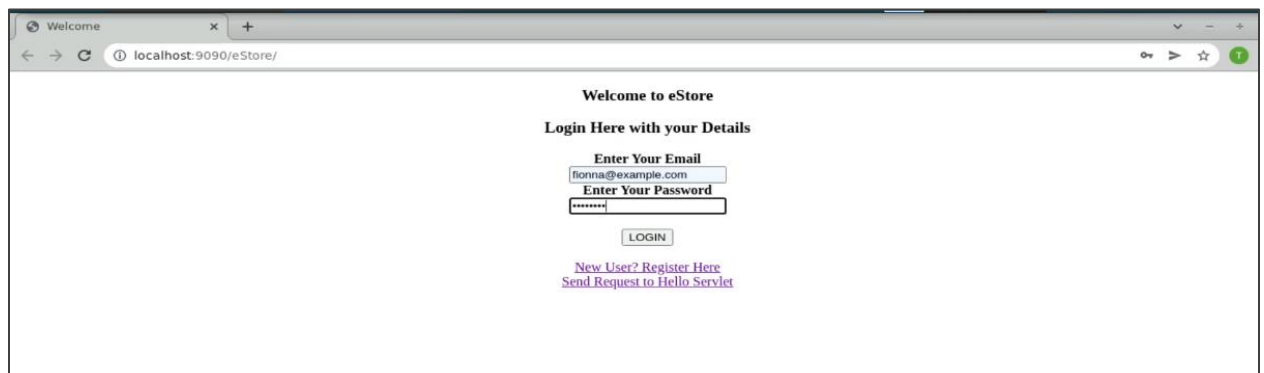 Welcome
localhost:9090/eStore/
T
Welcome to eStore
Login Here with your Details
Enter Your Email
fionna@example.com
Enter Your Password
••••••••
LOGIN
New User? Register Here
Send Request to Hello Servlet